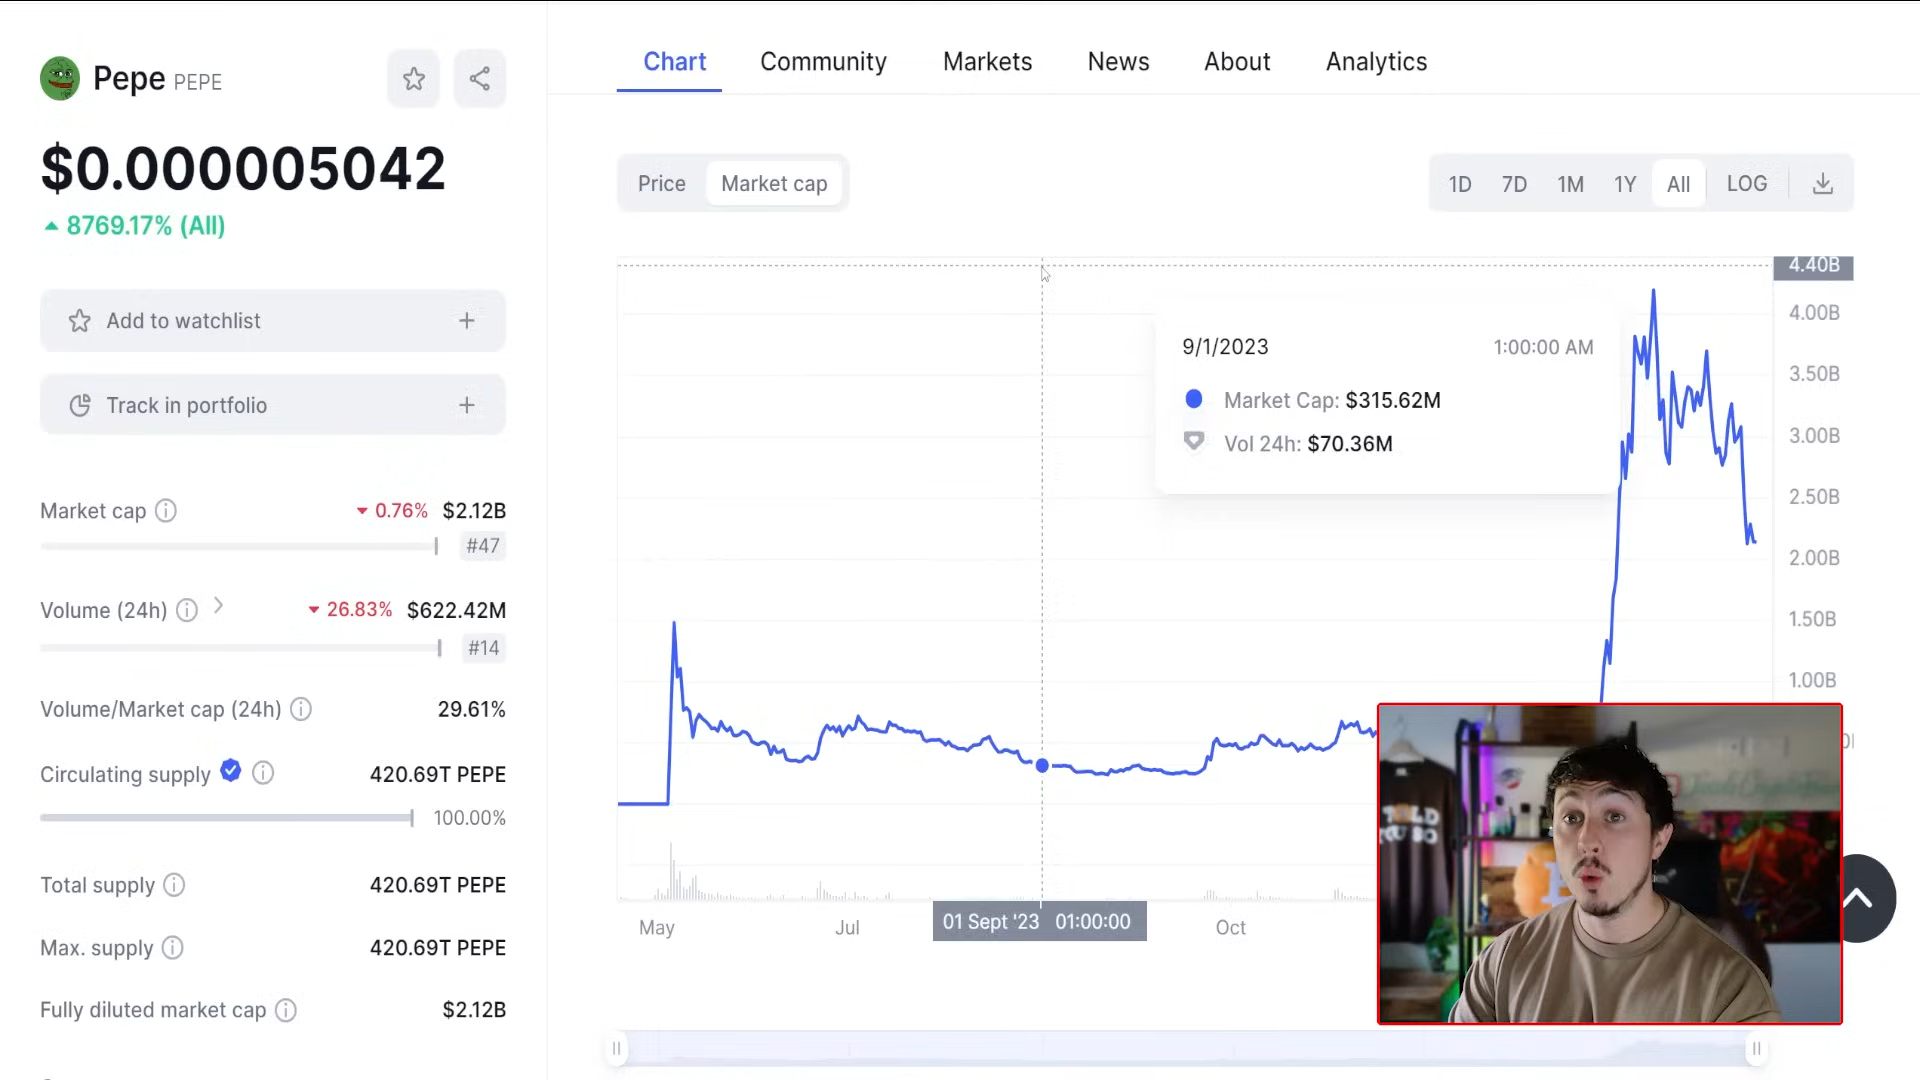 Pepe PEPE
$0.000005042
8769.17% (All)
Add to watchlist
Track in portfolio
Market cap 0.76% $2.12B
#47
Volume (24h) 26.83% $622.42M
#14
Volume/Market cap (24h) 29.61%
Circulating supply 420.69T PEPE
100.00%
Total supply 420.69T PEPE
Max. supply 420.69T PEPE
Fully diluted market cap $2.12B
Chart Community Markets News About Analytics
Price Market cap
1D 7D 1M 1Y All LOG
4.40B
4.00B
3.50B
3.00B
2.50B
2.00B
1.50B
1.00B
9/1/2023 1:00:00 AM
Market Cap: $315.62M
Vol 24h: $70.36M
May Jul 01 Sept '23 01:00:00 Oct